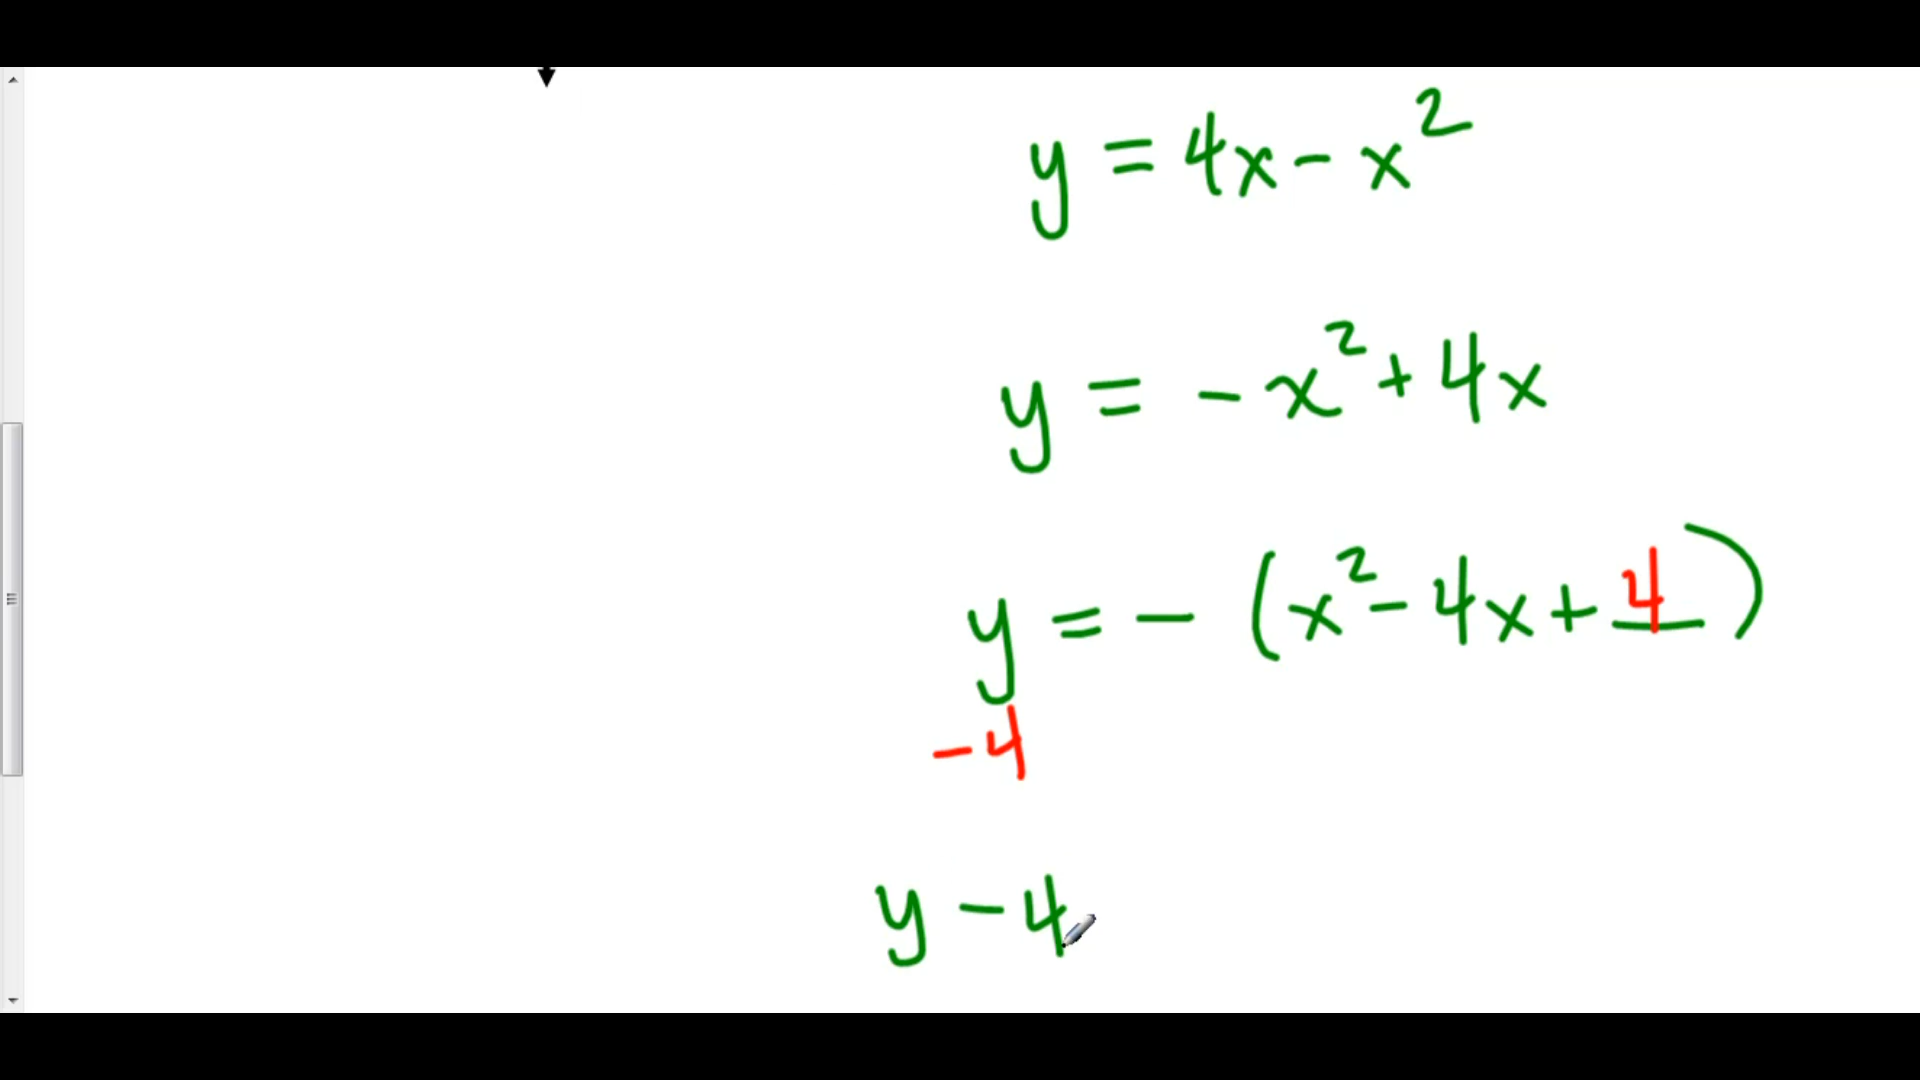 y = 4x - x²
y = - x² + 4x
y = - (x² - 4x + 4)
- 4
y - 4